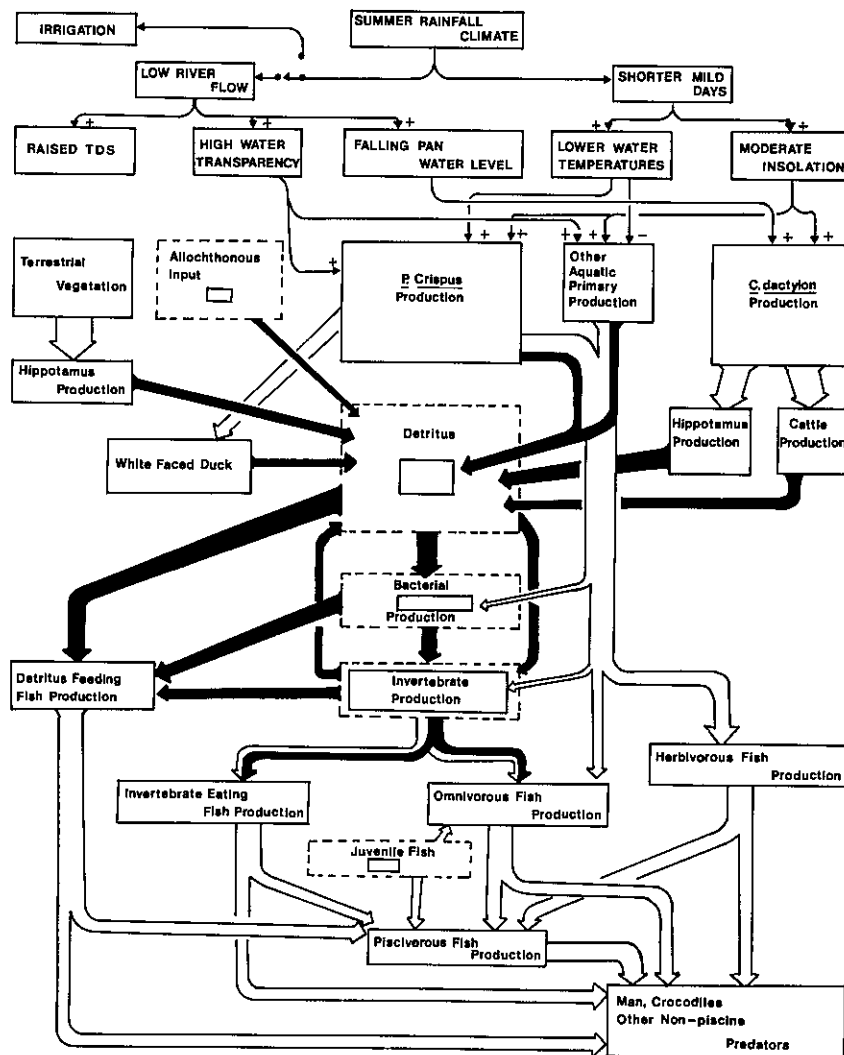 IRRIGATION
SUMMER RAINFALL
CLIMATE
LOW RIVER
FLOW
SHORTER MILD
DAYS
+
+
+
+
+
RAISED TDS
HIGH WATER
TRANSPARENCY
FALLING PAN
WATER LEVEL
LOWER WATER
TEMPERATURES
MODERATE
INSOLATION
+
+
+
+
+
-
+
+
Terrestrial
Vegetation
Allochthonous
Input
P. Crispus
Production
Other
Aquatic
Primary
Production
C. dactylon
Production
Hippotamus
Production
Detritus
Hippotamus
Production
Cattle
Production
White Faced Duck
Bacterial
Production
Detritus Feeding
Fish Production
Invertebrate
Production
Herbivorous Fish
Production
Invertebrate Eating
Fish Production
Omnivorous Fish
Production
Juvenile Fish
Piscivorous Fish
Production
Man, Crocodiles
Other Non-piscine
Predators